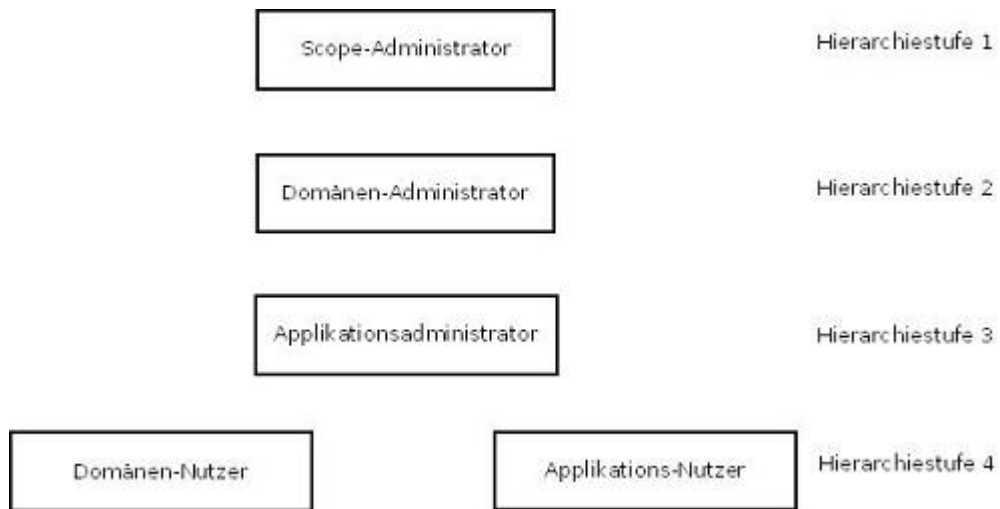 Scope-Administrator Hierarchiestufe 1
Domänen-Administrator Hierarchiestufe 2
Applikationsadministrator Hierarchiestufe 3
Domänen-Nutzer Applikations-Nutzer Hierarchiestufe 4